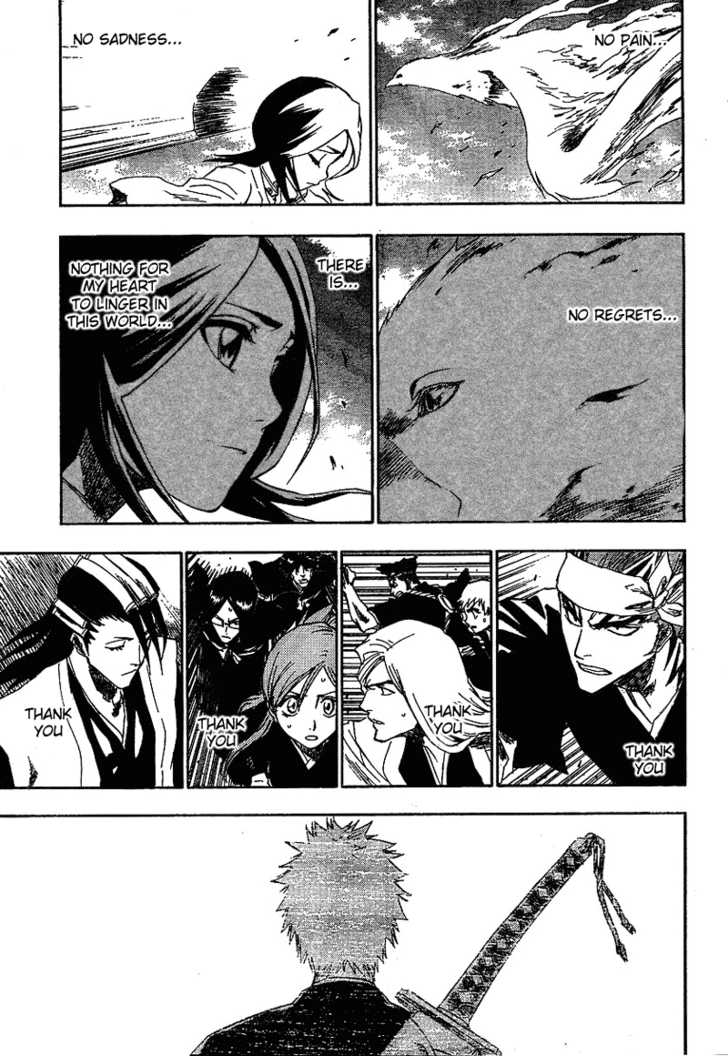 NO PAIN...
NO SADNESS...
NO REGRETS...
THERE
IS...
NOTHING FOR
MY HEART
TO LINGER IN
THIS WORLD...
THANK
YOU
THANK
YOU
THANK
YOU
THANK
YOU